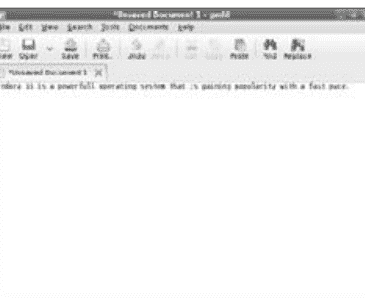 *Unsaved Document 1 - gedit
Edit View Search Tools Documents Help
Open Save Print... Undo Paste Find Replace
*Unsaved Document 1
is a powerfull operating system that is gaining popularity with a fast pace.